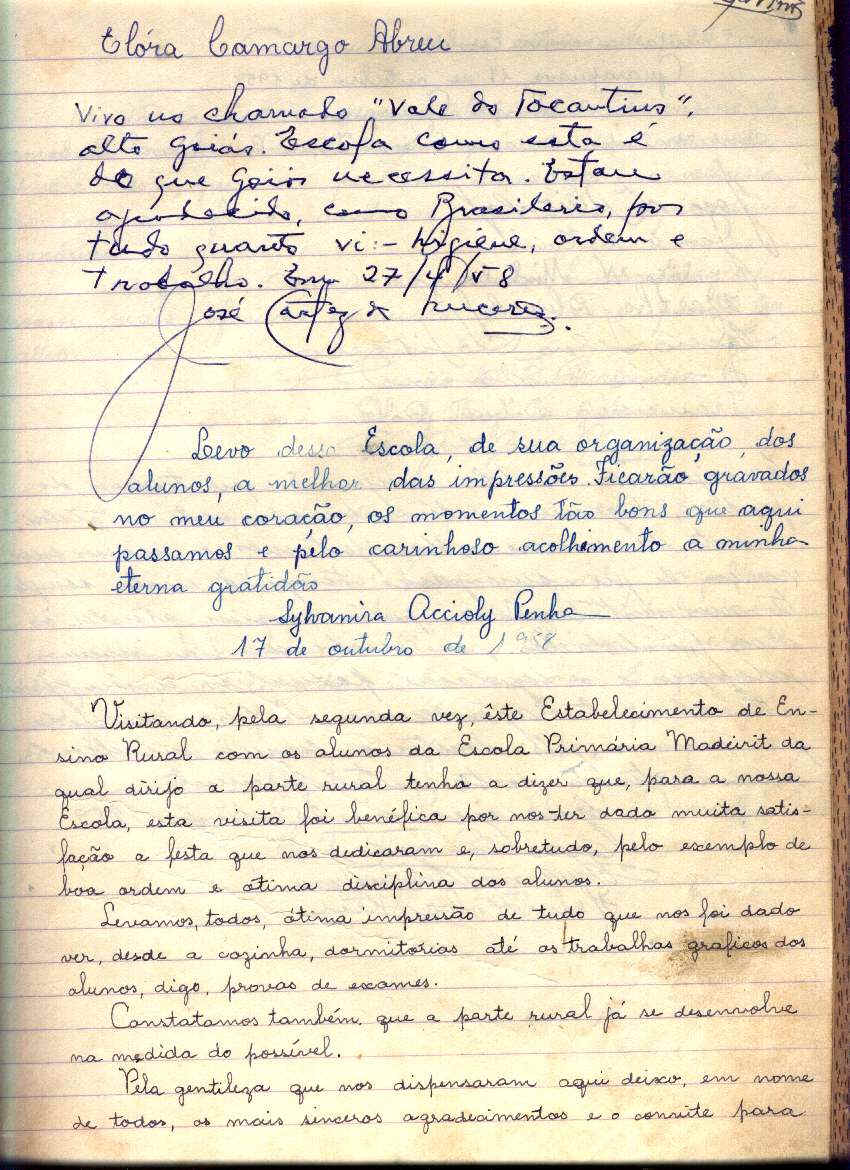 Elóra Camargo Abreu
Vivo no chamado "Vale do Tocantins",
alto Goiás. Escola como esta é
do que Goiás necessita. Estou
agradecido, como Brasileiro, por
tudo quanto vi: - higiene, ordem e
trabalho. Em 27/4/58
José Cortez de
Levo dessa Escola, de sua organização, dos
alunos, a melhor das impressões. Ficarão gravados
no meu coração, os momentos tão bons que aqui
passamos e pelo carinhoso acolhimento a minha
eterna gratidão
Sylvanira Accioly Penha
17 de outubro de 1958
Visitando, pela segunda vez, êste Estabelecimento de En-
sino Rural com os alunos da Escola Primária Madeirit da
qual dirijo a parte rural tenho a dizer que, para a nossa
Escola, esta visita foi benéfica por nos ter dado muita satis-
fação a festa que nos dedicaram e, sobretudo, pelo exemplo de
boa ordem e ótima disciplina dos alunos.
Levamos, todos, ótima impressão de tudo que nos foi dado
ver, desde a cozinha, dormitórios até os trabalhos graficos dos
alunos, digo, provas de exames.
Constatamos também que a parte rural já se desenvolve
na medida do possível.
Pela gentileza que nos dispensaram aqui deixo, em nome
de todos, os mais sinceros agradecimentos e o convite para